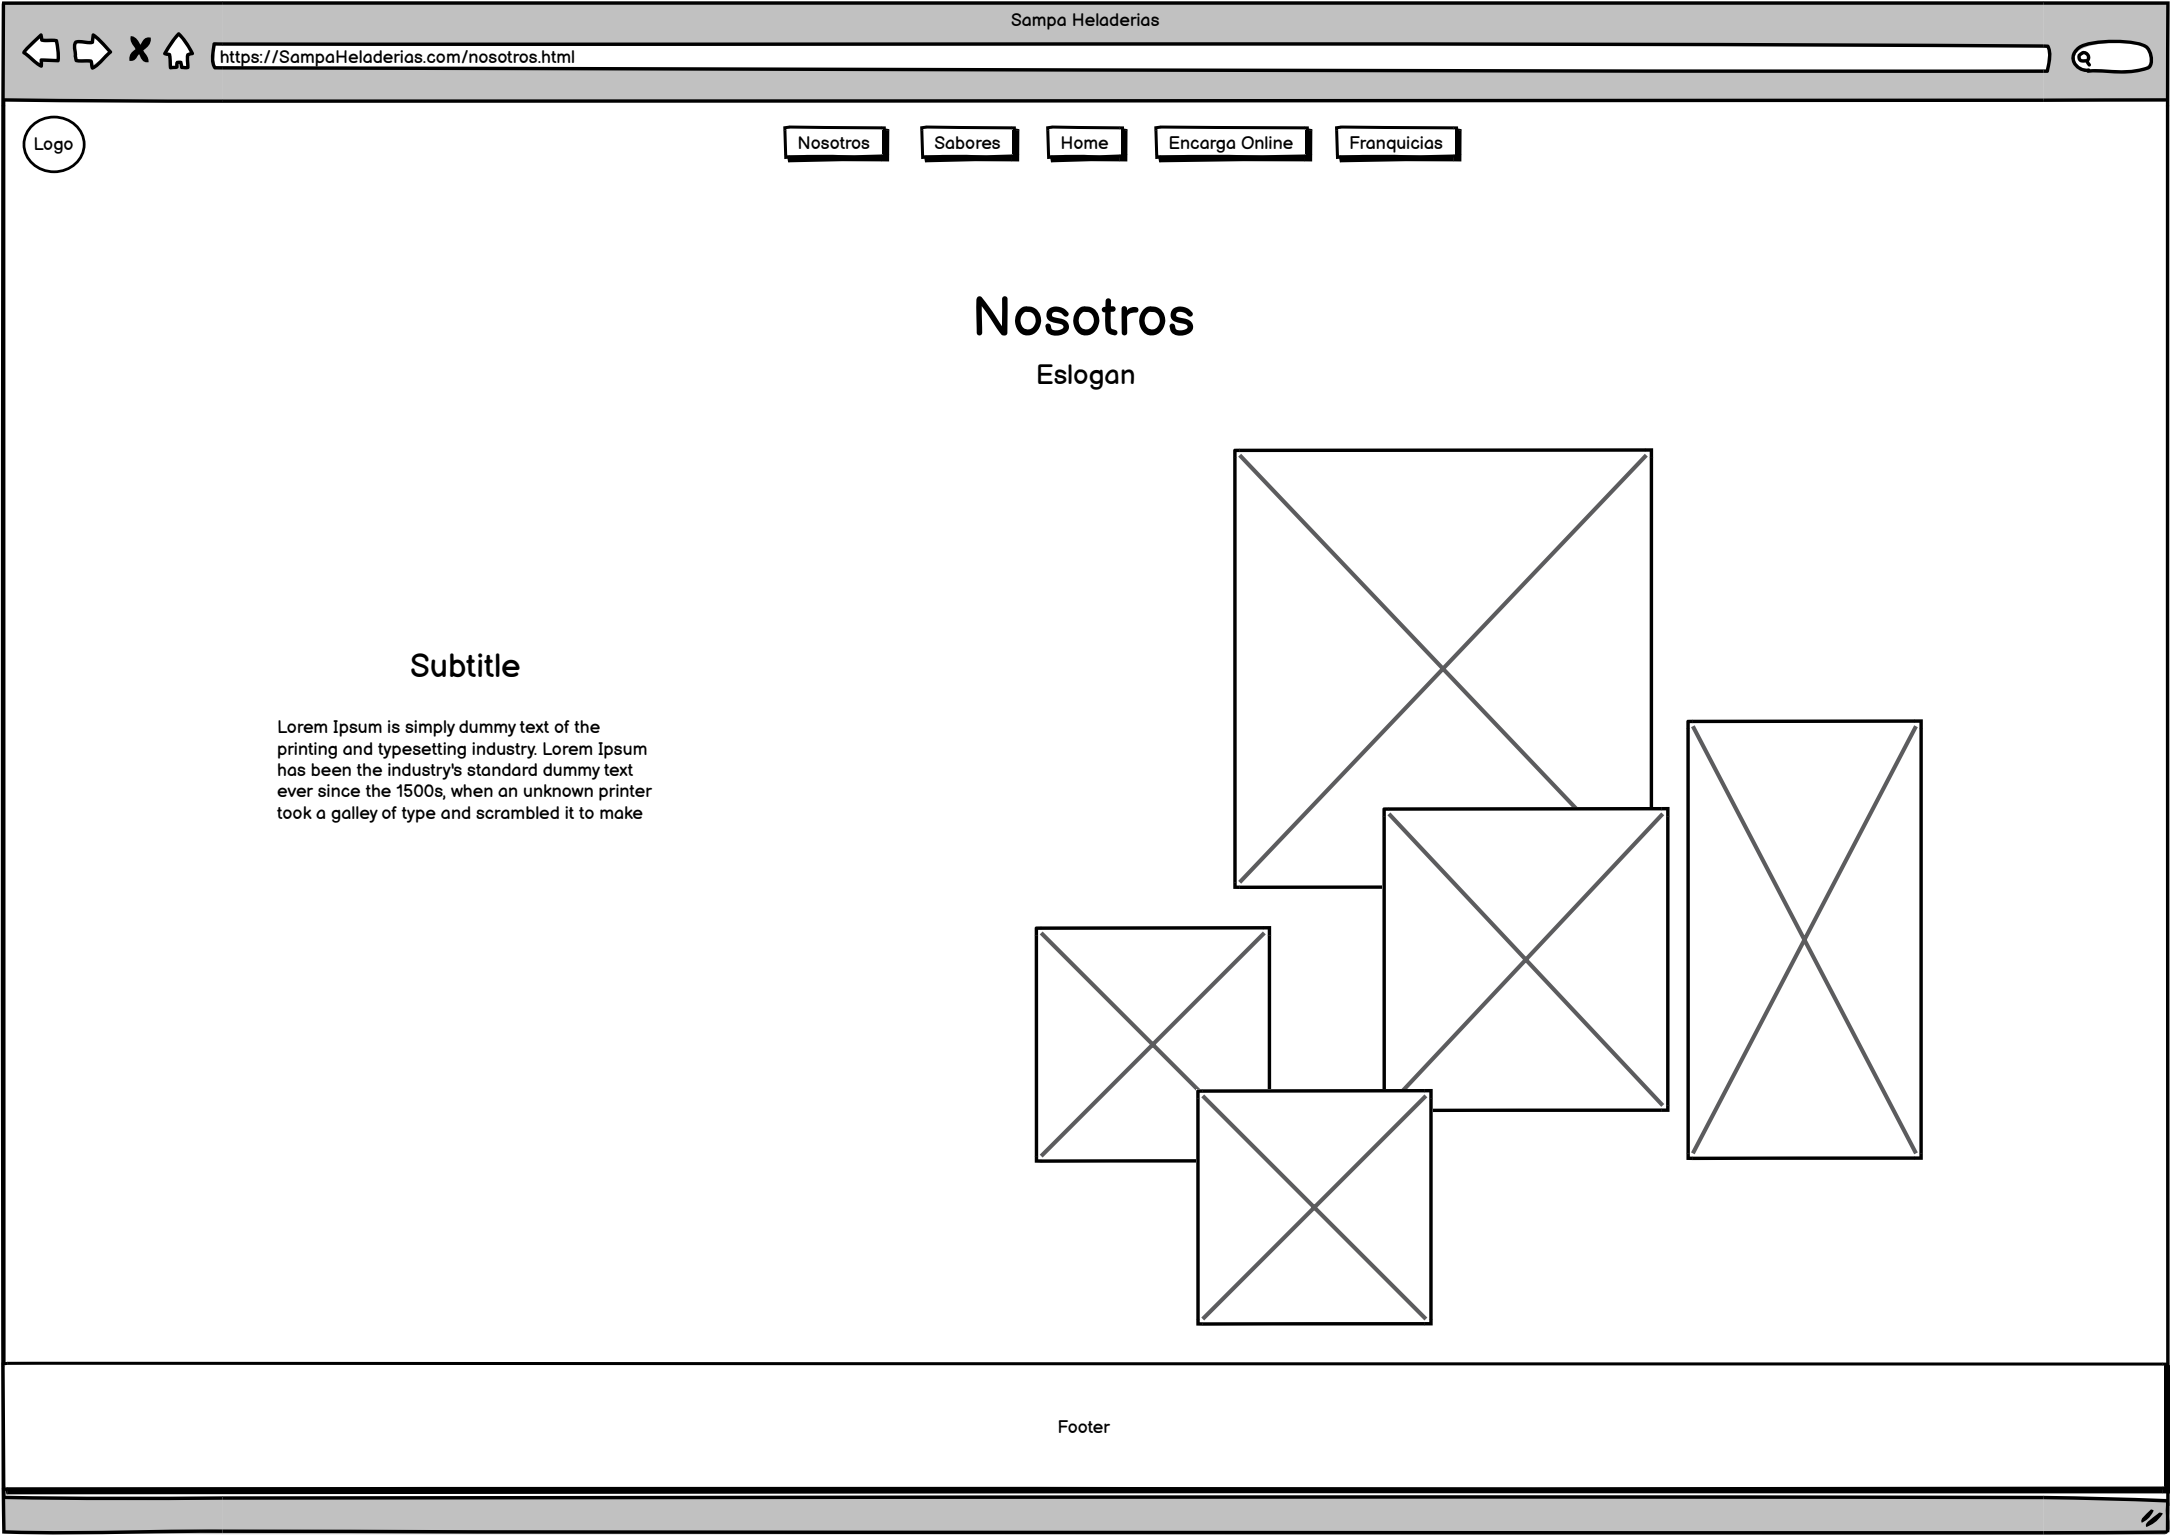 Sampa Heladerias
https://SampaHeladerias.com/nosotros.html
Logo
Nosotros
Sabores
Home
Encarga Online
Franquicias
Nosotros
Eslogan
Subtitle
Lorem Ipsum is simply dummy text of the
printing and typesetting industry. Lorem Ipsum
has been the industry's standard dummy text
ever since the 1500s, when an unknown printer
took a galley of type and scrambled it to make
Footer